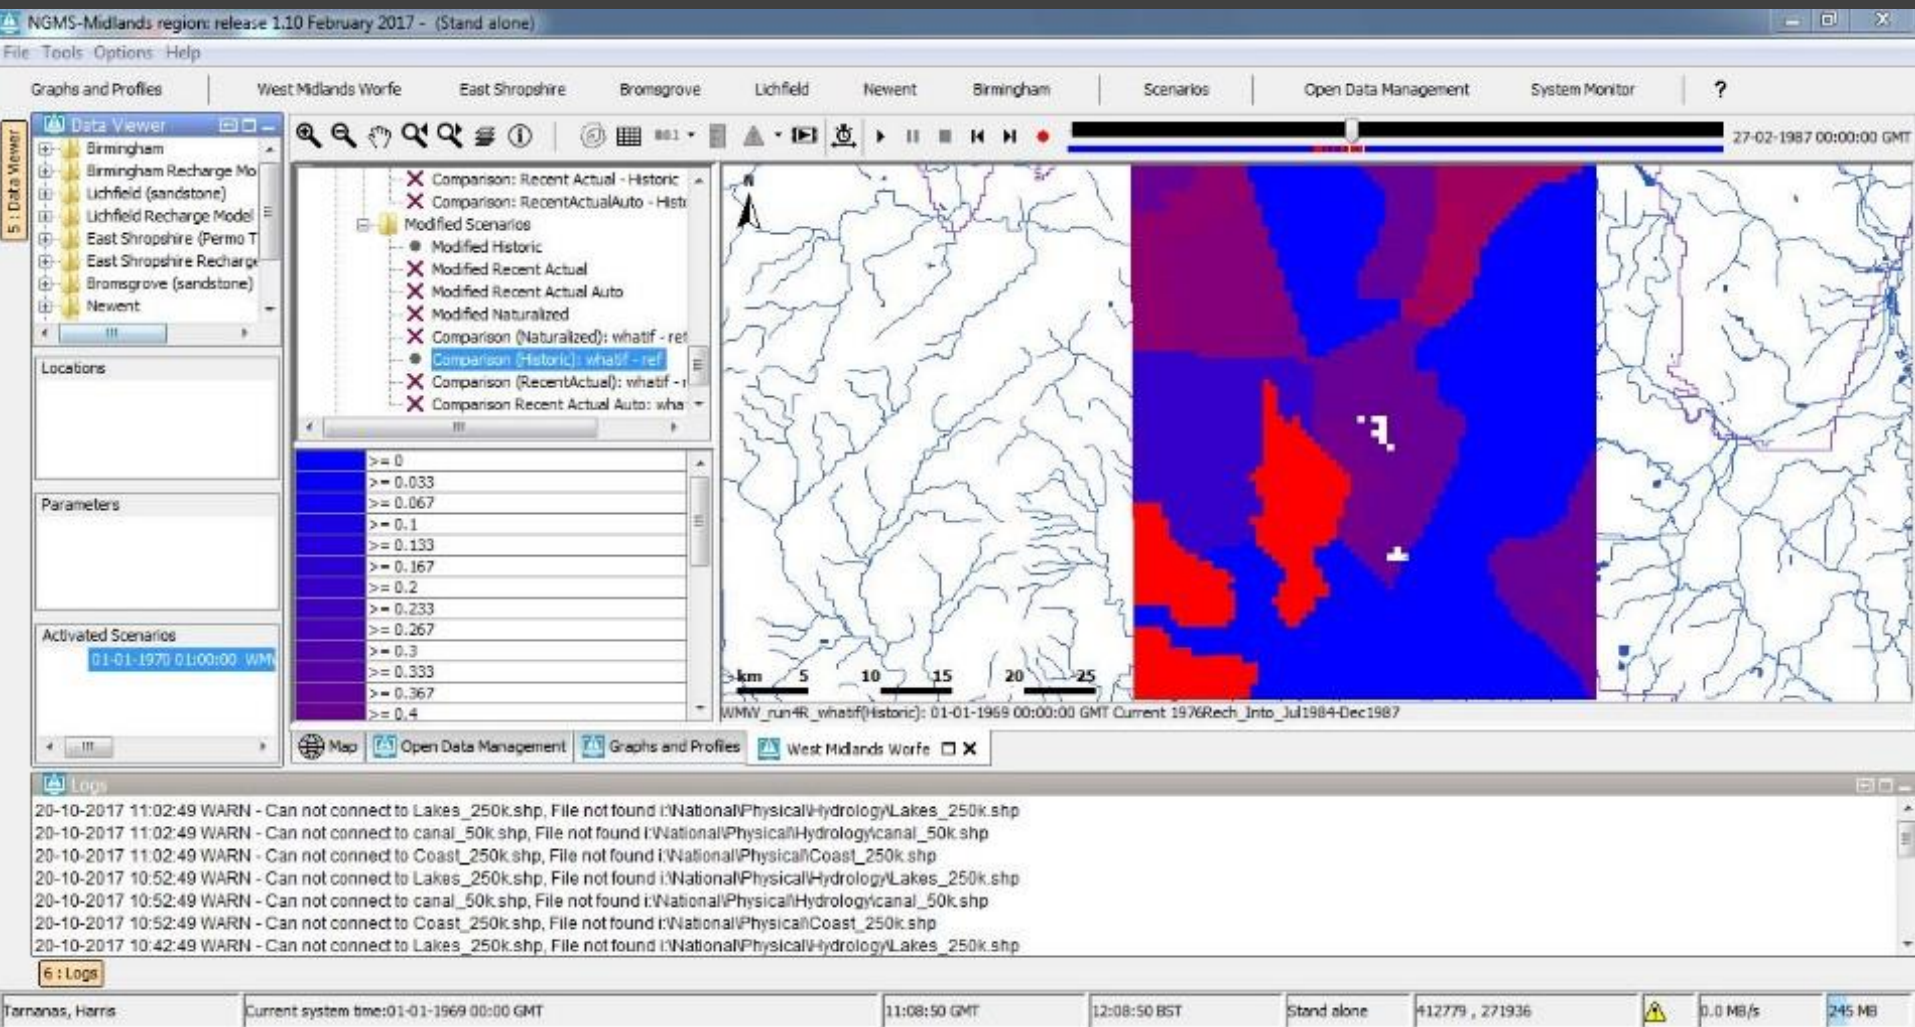 NGMS-Midlands region: release 1.10 February 2017 - (Stand alone)
File Tools Options Help
Graphs and Profiles West Midlands Worfe East Shropshire Bromsgrove Lichfield Newent Birmingham Scenarios Open Data Management System Monitor ?
5 : Data Viewer
Data Viewer
Birmingham
Birmingham Recharge Mo
Lichfield (sandstone)
Lichfield Recharge Model
East Shropshire (Permo T
East Shropshire Recharge
Bromsgrove (sandstone)
Newent
Locations
Parameters
Activated Scenarios
01-01-1970 01:00:00 WMW
27-02-1987 00:00:00 GMT
Comparison: Recent Actual - Historic
Comparison: RecentActualAuto - Histo
Modified Scenarios
Modified Historic
Modified Recent Actual
Modified Recent Actual Auto
Modified Naturalized
Comparison (Naturalized): whatif - ref
Comparison (Historic): whatif - ref
Comparison (RecentActual): whatif - r
Comparison Recent Actual Auto: wha
>= 0
>= 0.033
>= 0.067
>= 0.1
>= 0.133
>= 0.167
>= 0.2
>= 0.233
>= 0.267
>= 0.3
>= 0.333
>= 0.367
>= 0.4
N
km 5 10 15 20 25
WMW_run4R_whatif(Historic): 01-01-1969 00:00:00 GMT Current 1976Rech_Into_Jul1984-Dec1987
Map Open Data Management Graphs and Profiles West Midlands Worfe
Logs
20-10-2017 11:02:49 WARN - Can not connect to Lakes_250k.shp, File not found i:\National\Physical\Hydrology\Lakes_250k.shp
20-10-2017 11:02:49 WARN - Can not connect to canal_50k.shp, File not found i:\National\Physical\Hydrology\canal_50k.shp
20-10-2017 11:02:49 WARN - Can not connect to Coast_250k.shp, File not found i:\National\Physical\Coast_250k.shp
20-10-2017 10:52:49 WARN - Can not connect to Lakes_250k.shp, File not found i:\National\Physical\Hydrology\Lakes_250k.shp
20-10-2017 10:52:49 WARN - Can not connect to canal_50k.shp, File not found i:\National\Physical\Hydrology\canal_50k.shp
20-10-2017 10:52:49 WARN - Can not connect to Coast_250k.shp, File not found i:\National\Physical\Coast_250k.shp
20-10-2017 10:42:49 WARN - Can not connect to Lakes_250k.shp, File not found i:\National\Physical\Hydrology\Lakes_250k.shp
6 : Logs
Tarnanas, Harris Current system time:01-01-1969 00:00 GMT 11:08:50 GMT 12:08:50 BST Stand alone 412779 , 271936 0.0 MB/s 245 MB